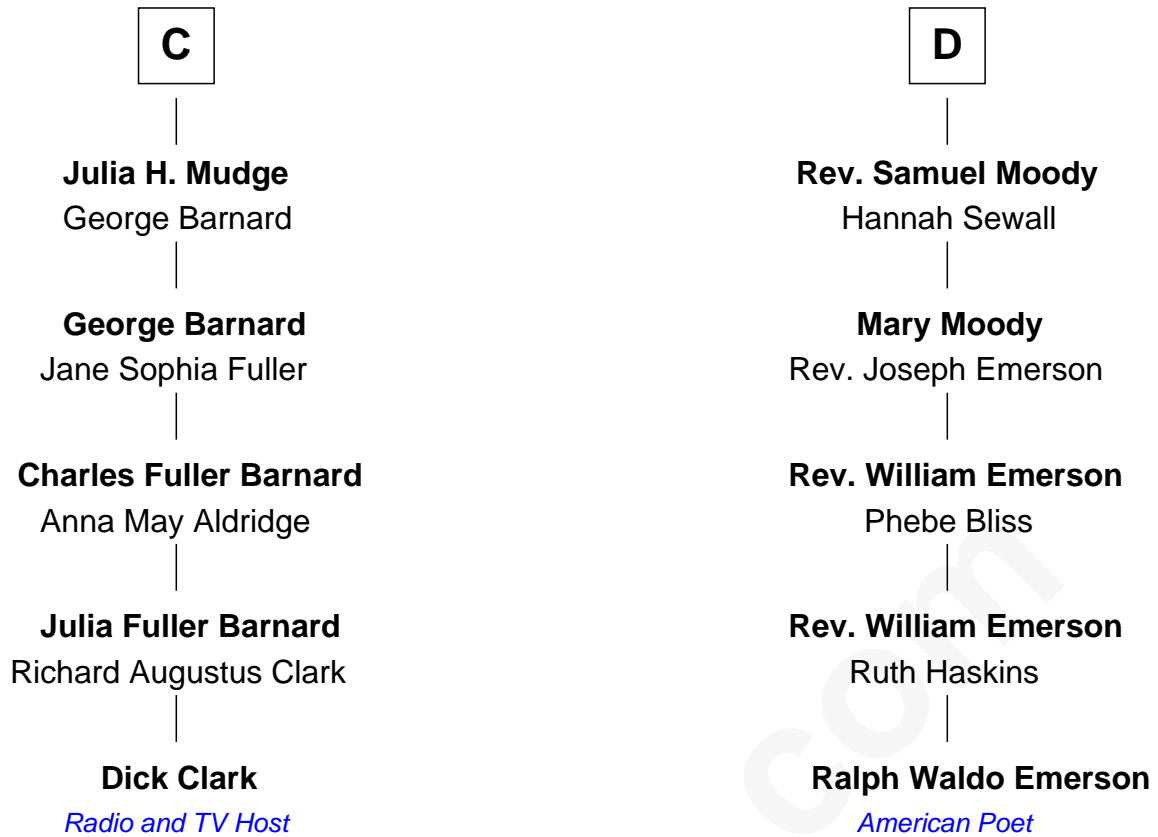 C
Julia H. Mudge
George Barnard
George Barnard
Jane Sophia Fuller
Charles Fuller Barnard
Anna May Aldridge
Julia Fuller Barnard
Richard Augustus Clark
Dick Clark
Radio and TV Host
D
Rev. Samuel Moody
Hannah Sewall
Mary Moody
Rev. Joseph Emerson
Rev. William Emerson
Phebe Bliss
Rev. William Emerson
Ruth Haskins
Ralph Waldo Emerson
American Poet
com